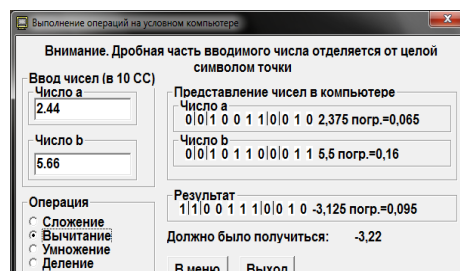 Выполнение операций на условном компьютере
Внимание. Дробная часть вводимого числа отделяется от целой
символом точки
Ввод чисел (в 10 СС)
Число a
2.44
Число b
5.66
Представление чисел в компьютере
Число a
0|0|1 0 0 1 1 0|0|1 0 2,375 погр.=0,065
Число b
0|0|1 0 1 1 0 0|0|1 1 5,5 погр.=0,16
Операция
Сложение
Вычитание
Умножение
Деление
Результат
1|1|0 0 1 1 1 0|0|1 0 -3,125 погр.=0,095
Должно было получиться: -3,22
В меню
Выход